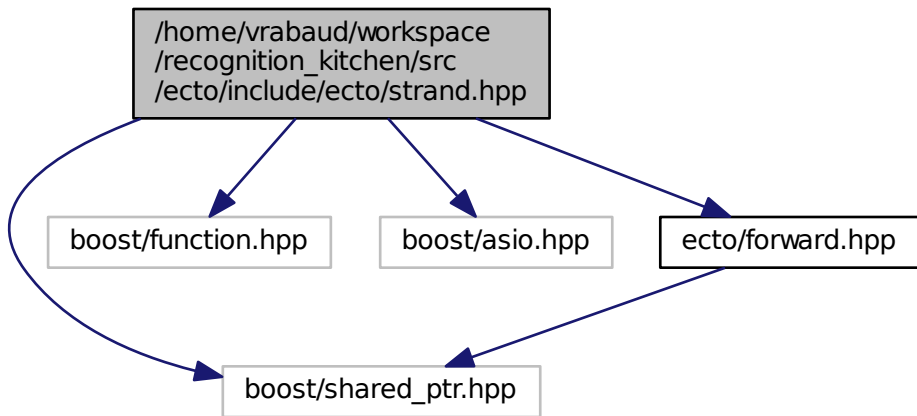 /home/vrabaud/workspace
/recognition_kitchen/src
/ecto/include/ecto/strand.hpp
boost/function.hpp
boost/asio.hpp
ecto/forward.hpp
boost/shared_ptr.hpp